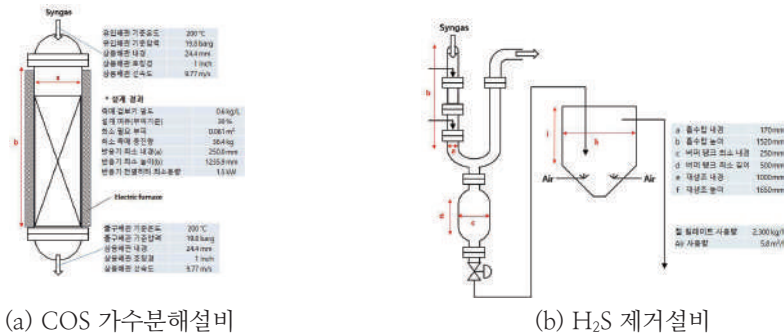 Syngas
유입배관 기준온도 200 ℃
유입배관 기준압력 19.8 barg
상용배관 내경 24.4 mm
상용배관 호칭경 1 inch
상용배관 선속도 9.77 m/s
a
b
* 설계 결과
촉매 겉보기 밀도 0.6 kg/L
설계 여유(부피기준) 30 %
최소 필요 부피 0.061 m³
최소 촉매 충진량 36.4 kg
반응기 최소 내경(a) 250.0 mm
반응기 최소 높이(b) 1235.9 mm
반응기 전열히터 최소용량 1.5 kW
Electric furnace
출구배관 기준온도 200 ℃
출구배관 기준압력 19.8 barg
상용배관 내경 24.4 mm
상용배관 호칭경 1 inch
상용배관 선속도 9.77 m/s
(a) COS 가수분해설비
Syngas
b
a
d
c
Air
Air
a 흡수탑 내경 170 mm
b 흡수탑 높이 1520 mm
c 버퍼 탱크 최소 내경 250 mm
d 버퍼 탱크 최소 길이 500 mm
e 재생조 내경 1000 mm
f 재생조 높이 1650 mm
철 킬레이트 사용량 2,300 kg/h
Air 사용량
(b) H₂S 제거설비